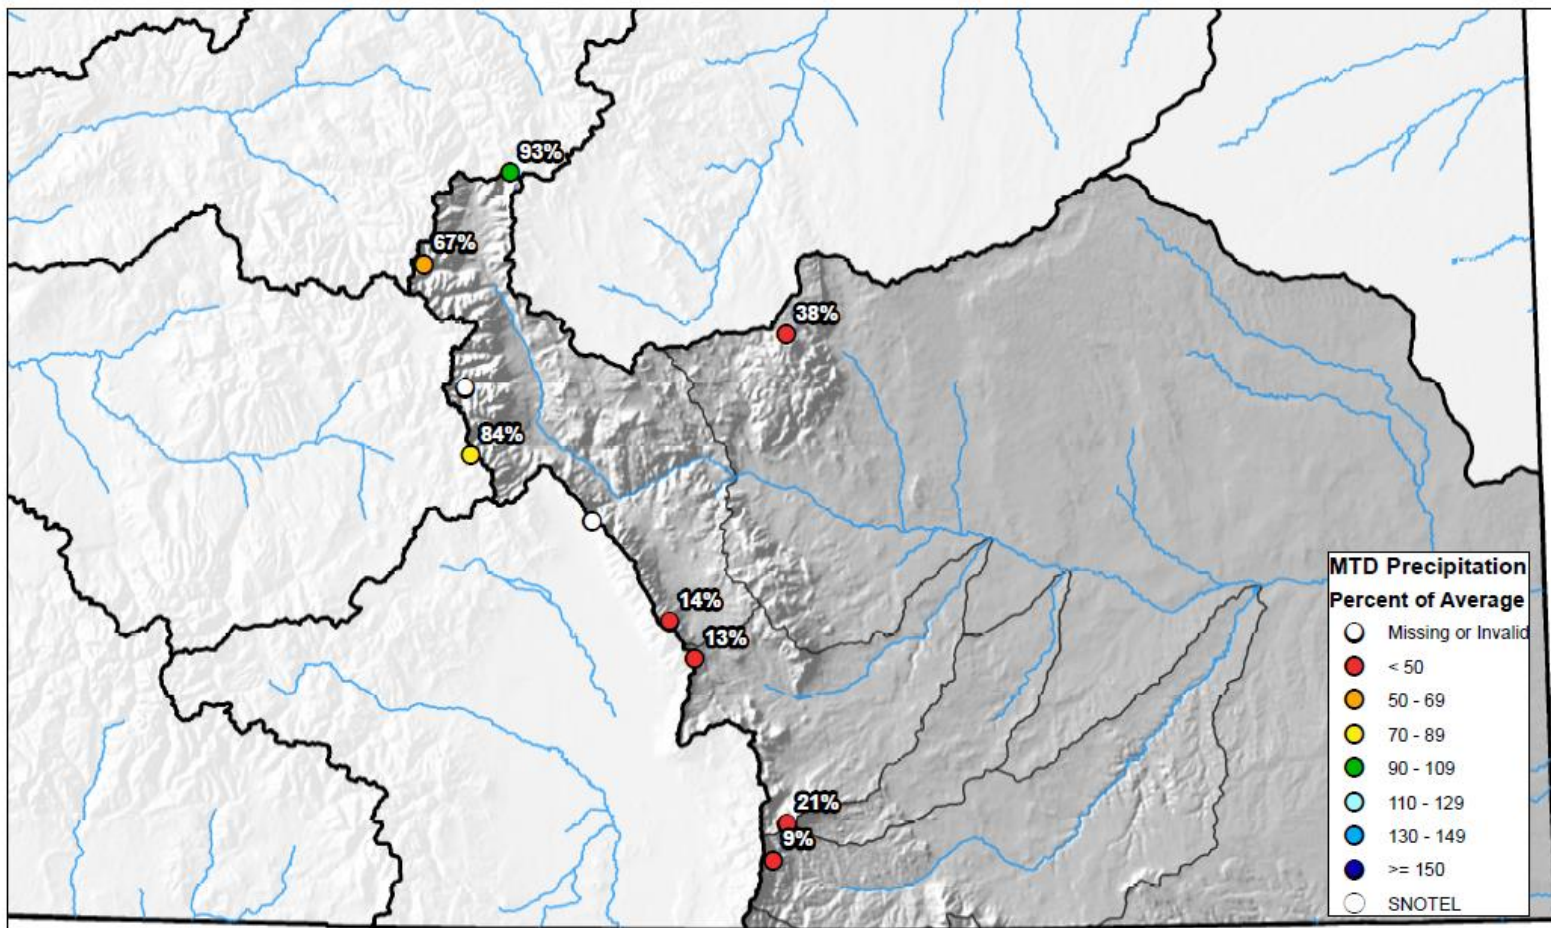 93%
67%
38%
84%
14%
13%
21%
9%
MTD Precipitation
Percent of Average
Missing or Invalid
< 50
50 - 69
70 - 89
90 - 109
110 - 129
130 - 149
>= 150
SNOTEL